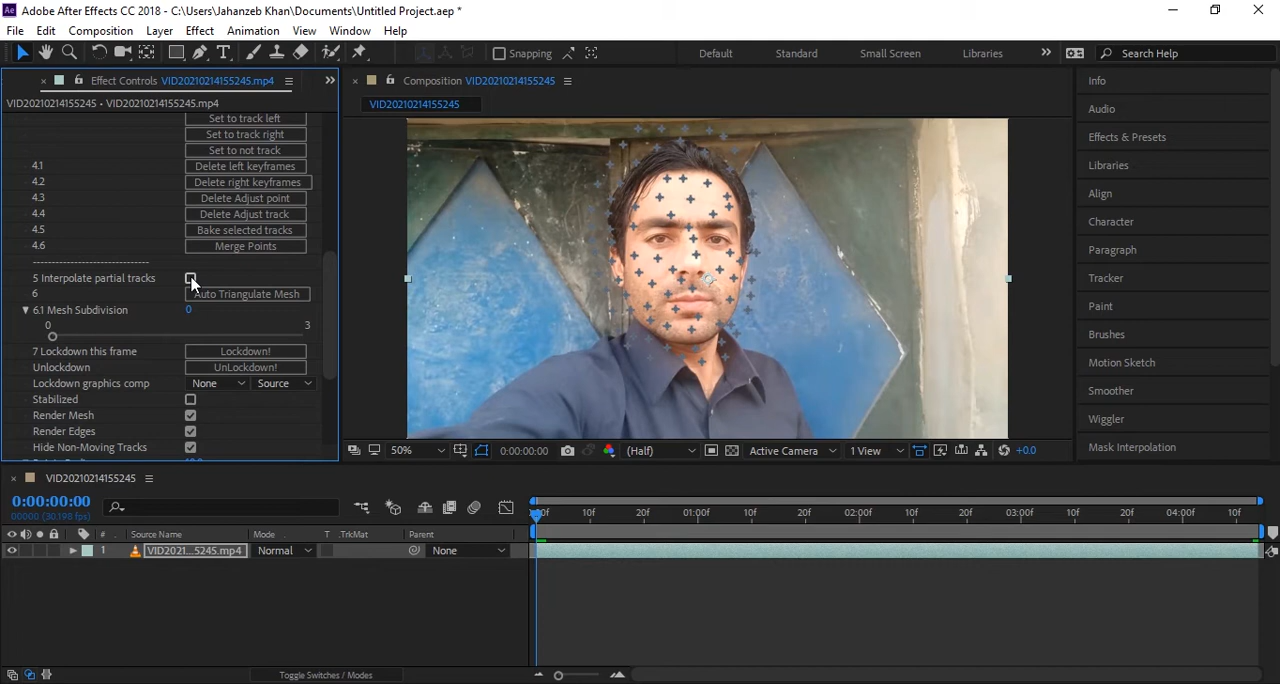 Adobe After Effects CC 2018 - C:\Users\Jahanzeb Khan\Documents\Untitled Project.aep *
File Edit Composition Layer Effect Animation View Window Help
Snapping Default Standard Small Screen Libraries Search Help
Effect Controls VID20210214155245.mp4
Composition VID20210214155245
VID20210214155245 • VID20210214155245.mp4
VID20210214155245
Set to track left
Set to track right
Set to not track
4.1 Delete left keyframes
4.2 Delete right keyframes
4.3 Delete Adjust point
4.4 Delete Adjust track
4.5 Bake selected tracks
4.6 Merge Points
-----------------------------
5 Interpolate partial tracks
6 Auto Triangulate Mesh
6.1 Mesh Subdivision 0
0 3
7 Lockdown this frame Lockdown!
Unlockdown UnLockdown!
Lockdown graphics comp None Source
Stabilized
Render Mesh
Render Edges
Hide Non-Moving Tracks
50% 0:00:00:00 (Half) Active Camera 1 View +0.0
Info
Audio
Effects & Presets
Libraries
Align
Character
Paragraph
Tracker
Paint
Brushes
Motion Sketch
Smoother
Wiggler
Mask Interpolation
VID20210214155245
0:00:00:00
00000 (30.198 fps)
:00f 10f 20f 01:00f 10f 20f 02:00f 10f 20f 03:00f 10f 20f 04:00f 10f
# Source Name Mode T .TrkMat Parent
1 VID2021...5245.mp4 Normal None
Toggle Switches / Modes